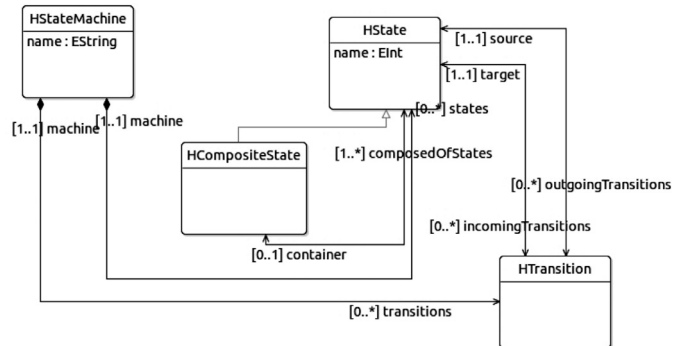 HStateMachine
name : EString
HState
name : EInt
[1..1] source
[1..1] target
[0..*] states
[1..1] machine
[1..1] machine
HCompositeState
[1..*] composedOfStates
[0..*] outgoingTransitions
[0..*] incomingTransitions
[0..1] container
HTransition
[0..*] transitions